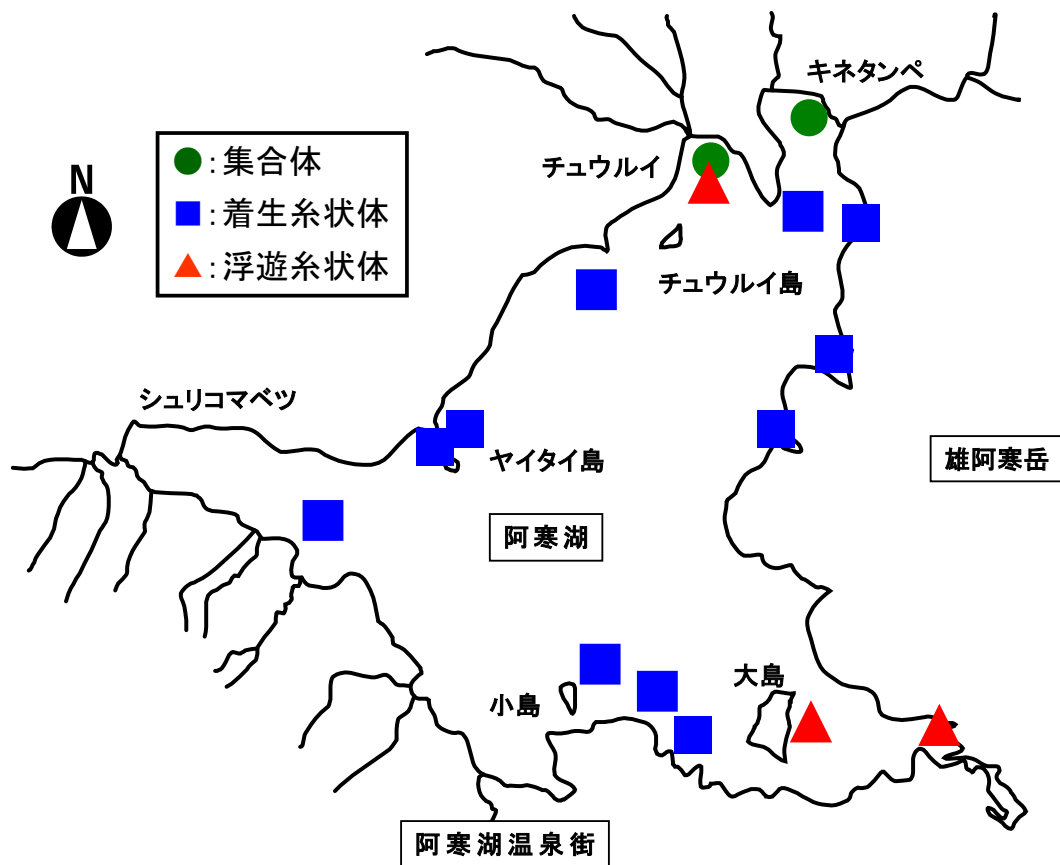 キネタンペ
N
●:集合体
■:着生糸状体
▲:浮遊糸状体
チュウルイ
チュウルイ島
シュリコマベツ
ヤイタイ島
雄阿寒岳
阿寒湖
小島
大島
阿寒湖温泉街